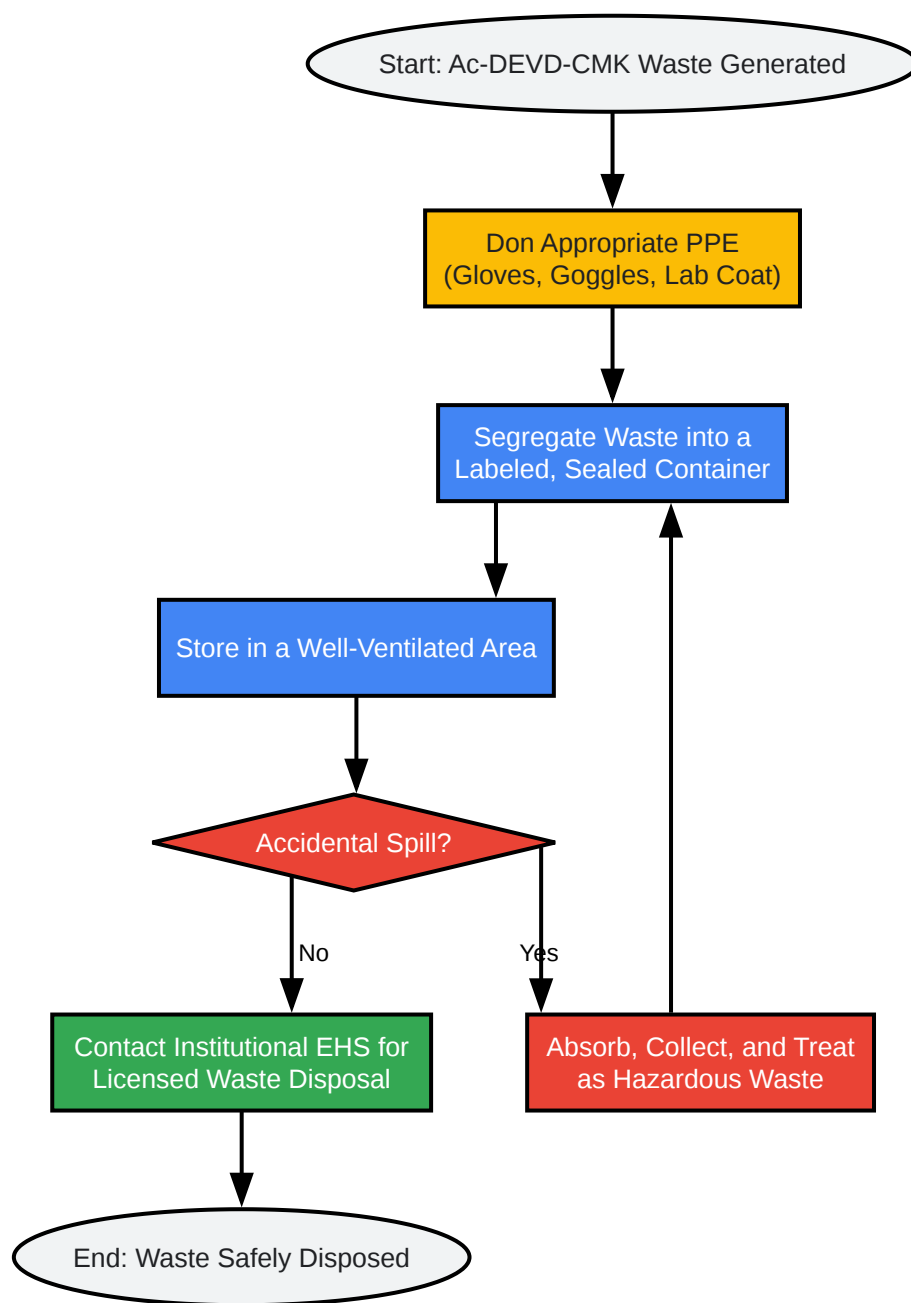 Start: Ac-DEVD-CMK Waste Generated
Don Appropriate PPE
(Gloves, Goggles, Lab Coat)
Segregate Waste into a
Labeled, Sealed Container
Store in a Well-Ventilated Area
Accidental Spill?
No
Yes
Contact Institutional EHS for
Licensed Waste Disposal
Absorb, Collect, and Treat
as Hazardous Waste
End: Waste Safely Disposed